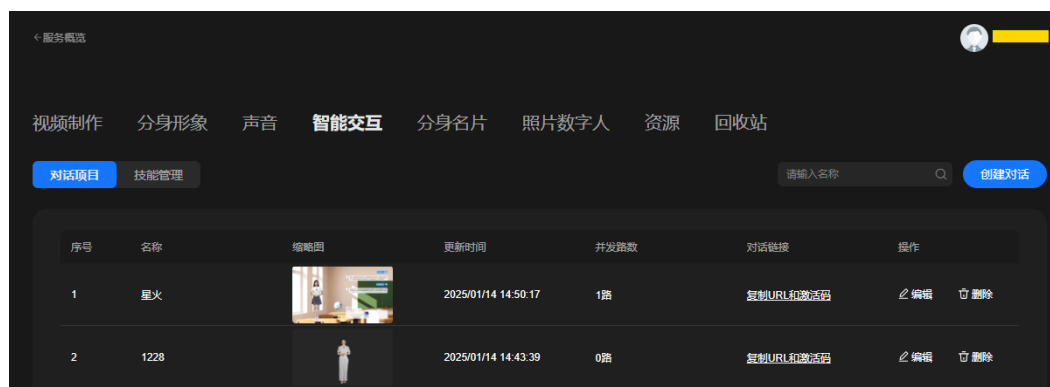 ←服务概览
视频制作 分身形象 声音 智能交互 分身名片 照片数字人 资源 回收站
对话项目 技能管理 请输入名称 创建对话
序号 名称 缩略图 更新时间 并发路数 对话链接 操作
1 星火 2025/01/14 14:50:17 1路 复制URL和激活码 编辑 删除
2 1228 2025/01/14 14:43:39 0路 复制URL和激活码 编辑 删除